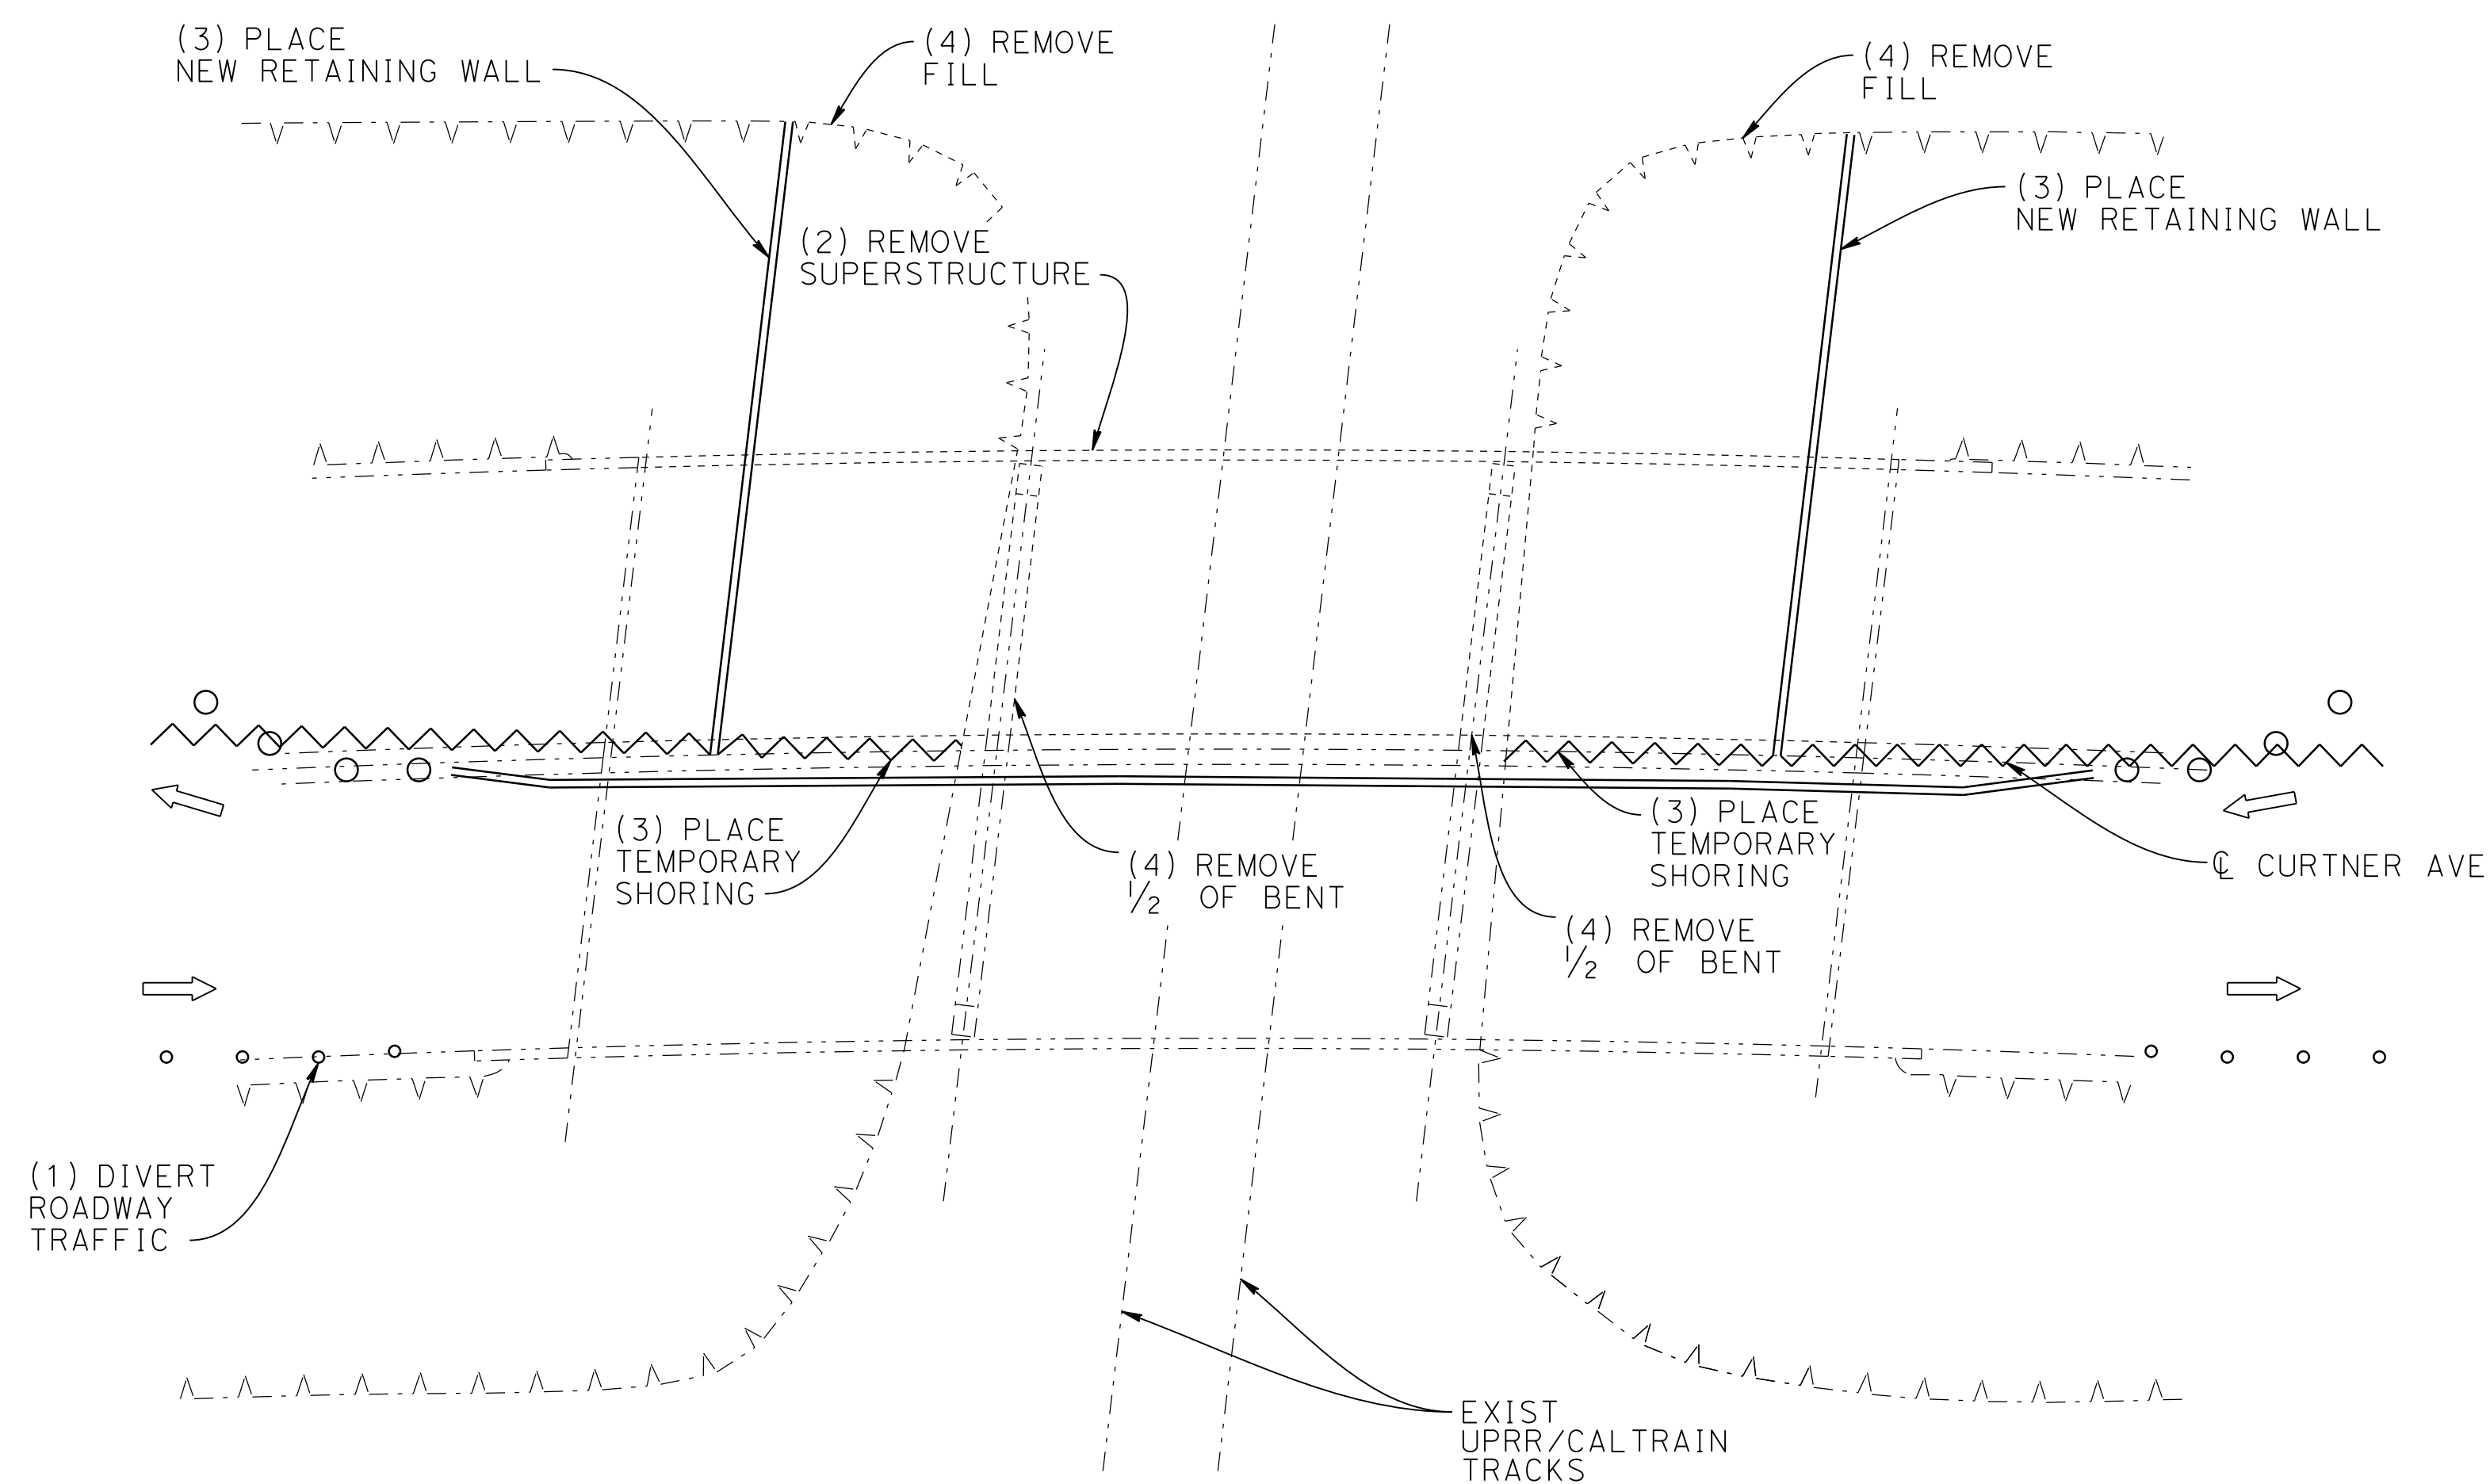 (3) PLACE
NEW RETAINING WALL
(4) REMOVE
FILL
(4) REMOVE
FILL
(3) PLACE
NEW RETAINING WALL
(2) REMOVE
SUPERSTRUCTURE
(3) PLACE
TEMPORARY
SHORING
(4) REMOVE
1/2 OF BENT
(3) PLACE
TEMPORARY
SHORING
℄ CURTNER AVE
(4) REMOVE
1/2 OF BENT
(1) DIVERT
ROADWAY
TRAFFIC
EXIST
UPRR/CALTRAIN
TRACKS